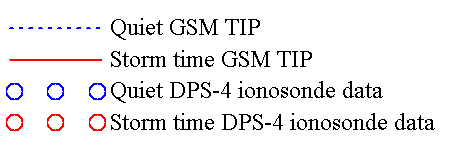 Quiet GSM TIP
Storm time GSM TIP
Quiet DPS-4 ionosonde data
Storm time DPS-4 ionosonde data